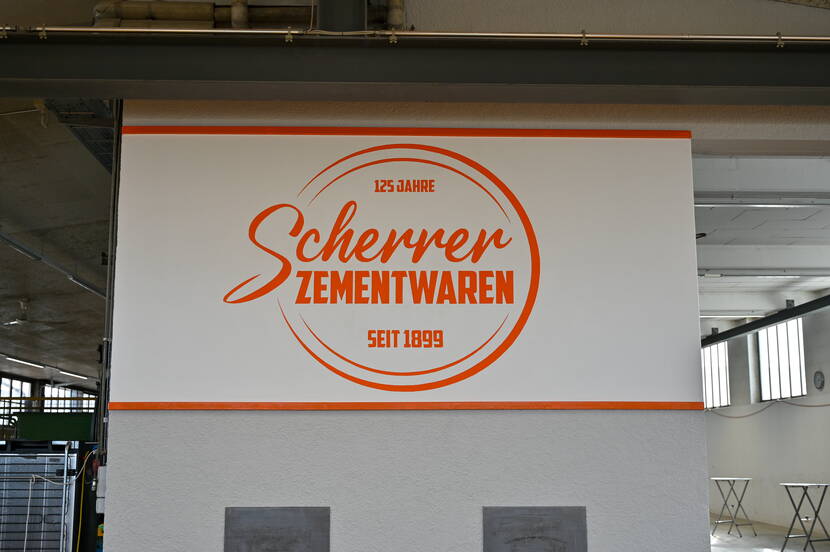 125 JAHRE
Scherrer
ZEMENTWAREN
SEIT 1899